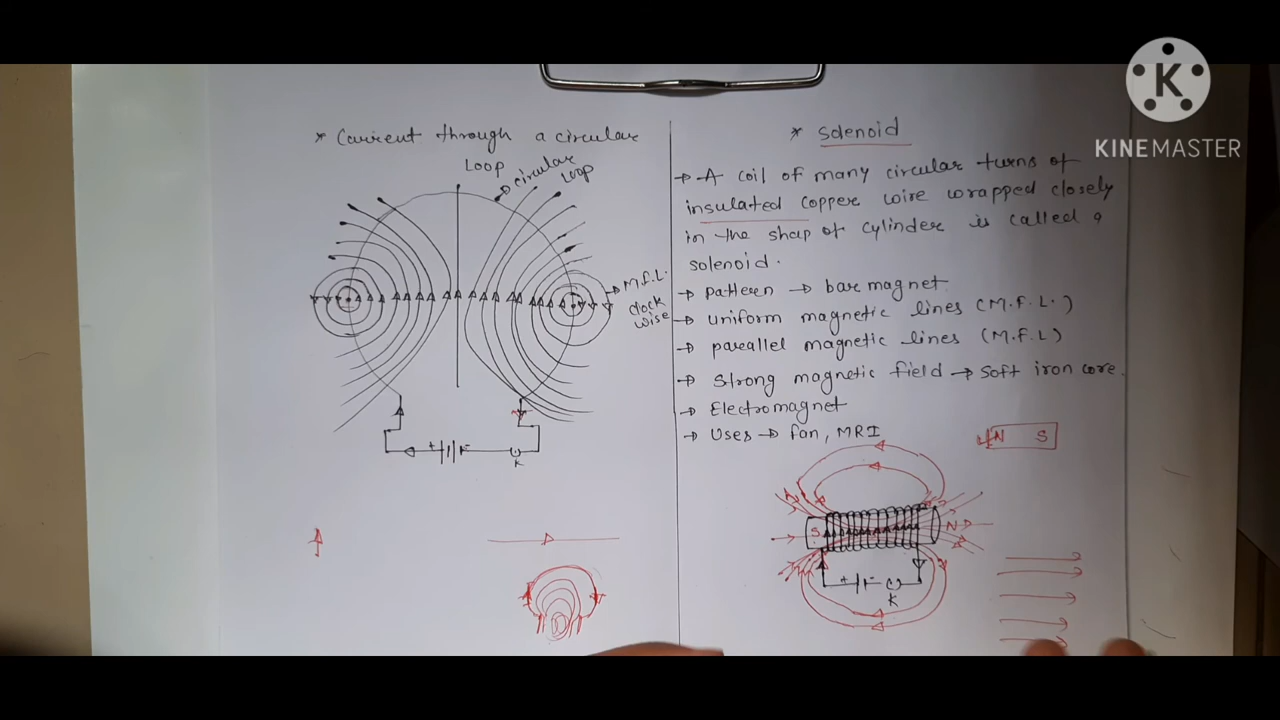 * Current through a circular
Loop
circular
Loop
M.F.L.
clock
wise
+
-
K
* Solenoid
→ A coil of many circular turns of
insulated copper wire wrapped closely
in the shap of cylinder is called a
solenoid.
→ pattern → bar magnet
→ uniform magnetic lines (M.F.L.)
→ parallel magnetic lines (M.F.L)
→ Strong magnetic field → Soft iron core.
→ Electromagnet
→ Uses → fan, MRI
N S
S
N
+ -
K
K
KINEMASTER